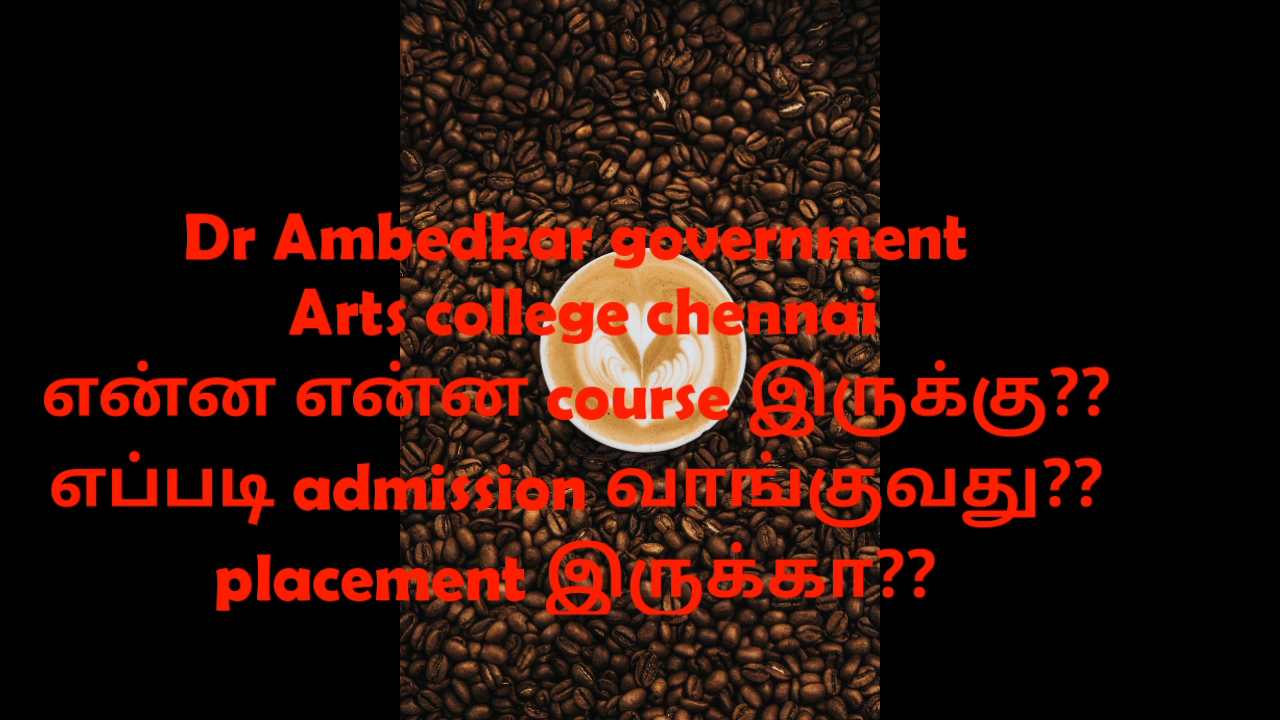 Dr Ambedkar government
Arts college chennai
என்ன என்ன course இருக்கு??
எப்படி admission வாங்குவது??
placement இருக்கா??